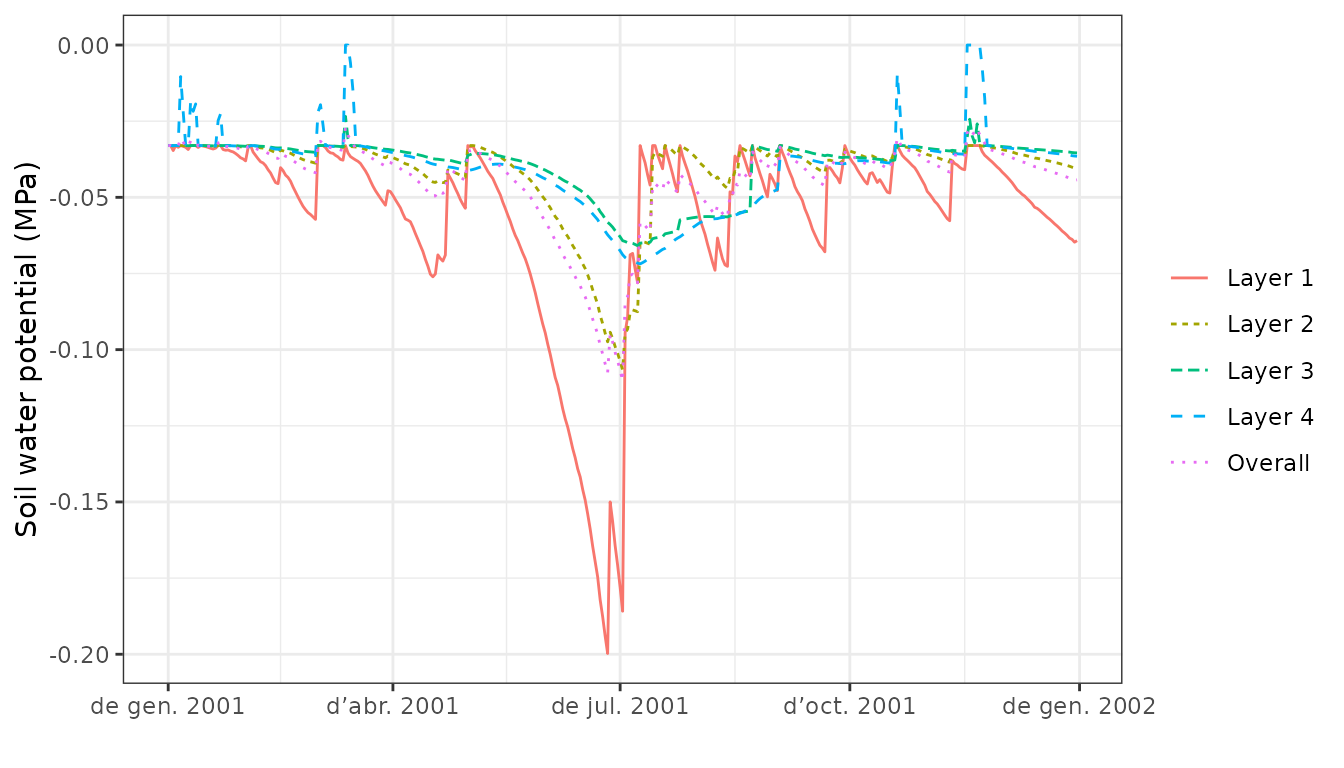 Soil water potential (MPa)
0.00
-0.05
-0.10
-0.15
-0.20
de gen. 2001
d’abr. 2001
de jul. 2001
d’oct. 2001
de gen. 2002
Layer 1
Layer 2
Layer 3
Layer 4
Overall